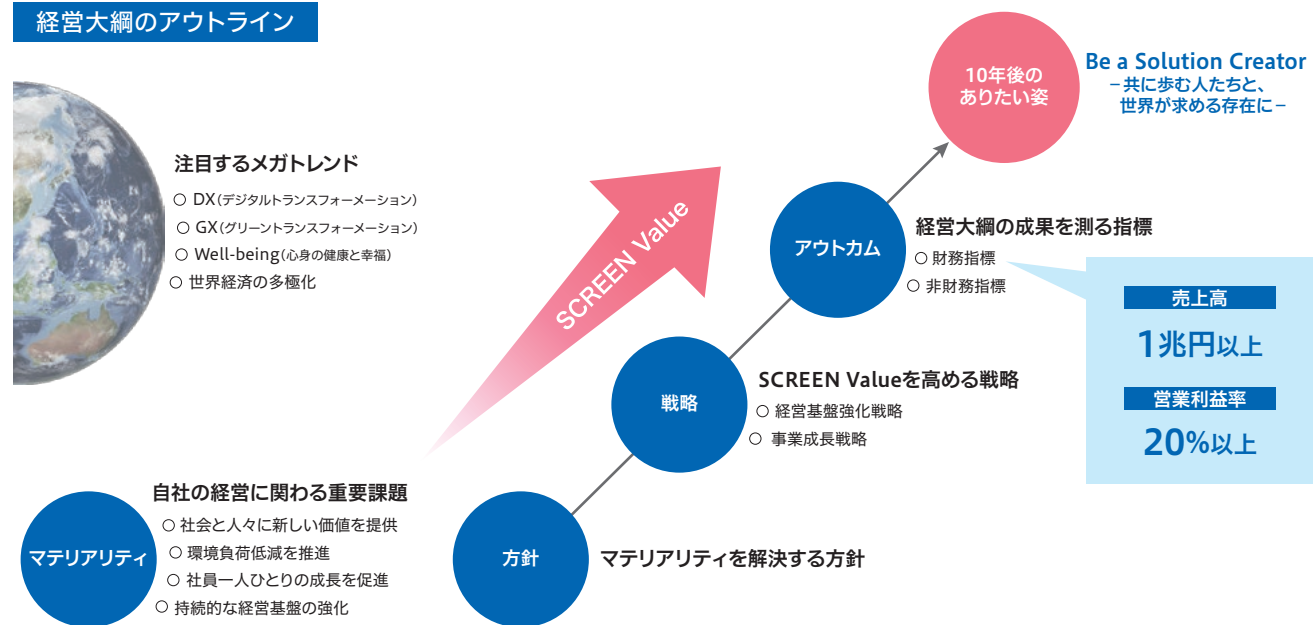 経営大綱のアウトライン
注目するメガトレンド
○ DX(デジタルトランスフォーメーション)
○ GX(グリーントランスフォーメーション)
○ Well-being(心身の健康と幸福)
○ 世界経済の多極化
マテリアリティ
自社の経営に関わる重要課題
○ 社会と人々に新しい価値を提供
○ 環境負荷低減を推進
○ 社員一人ひとりの成長を促進
○ 持続的な経営基盤の強化
SCREEN Value
方針
マテリアリティを解決する方針
戦略
SCREEN Valueを高める戦略
○ 経営基盤強化戦略
○ 事業成長戦略
アウトカム
経営大綱の成果を測る指標
○ 財務指標
○ 非財務指標
売上高
1兆円以上
営業利益率
20%以上
10年後の
ありたい姿
Be a Solution Creator
−共に歩む人たちと、
世界が求める存在に−